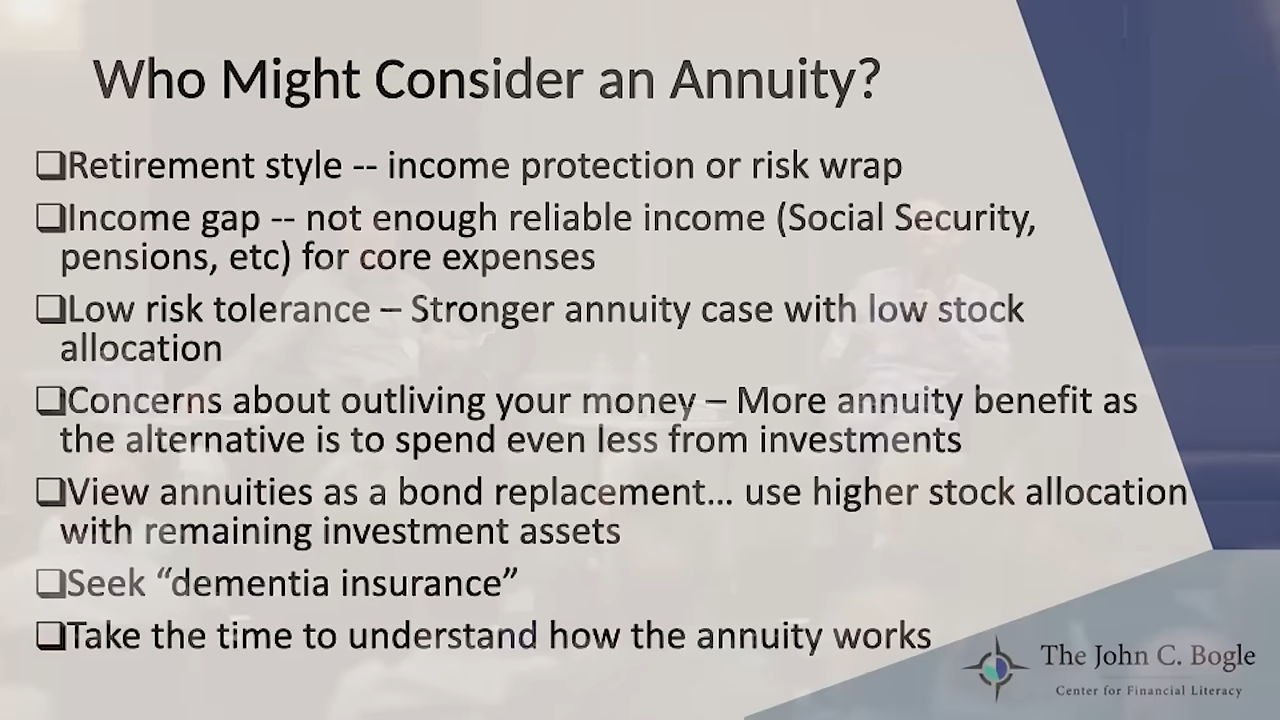 Who Might Consider an Annuity?
❑Retirement style -- income protection or risk wrap
❑Income gap -- not enough reliable income (Social Security,
pensions, etc) for core expenses
❑Low risk tolerance – Stronger annuity case with low stock
allocation
❑Concerns about outliving your money – More annuity benefit as
the alternative is to spend even less from investments
❑View annuities as a bond replacement… use higher stock allocation
with remaining investment assets
❑Seek “dementia insurance”
❑Take the time to understand how the annuity works
The John C. Bogle
Center for Financial Literacy